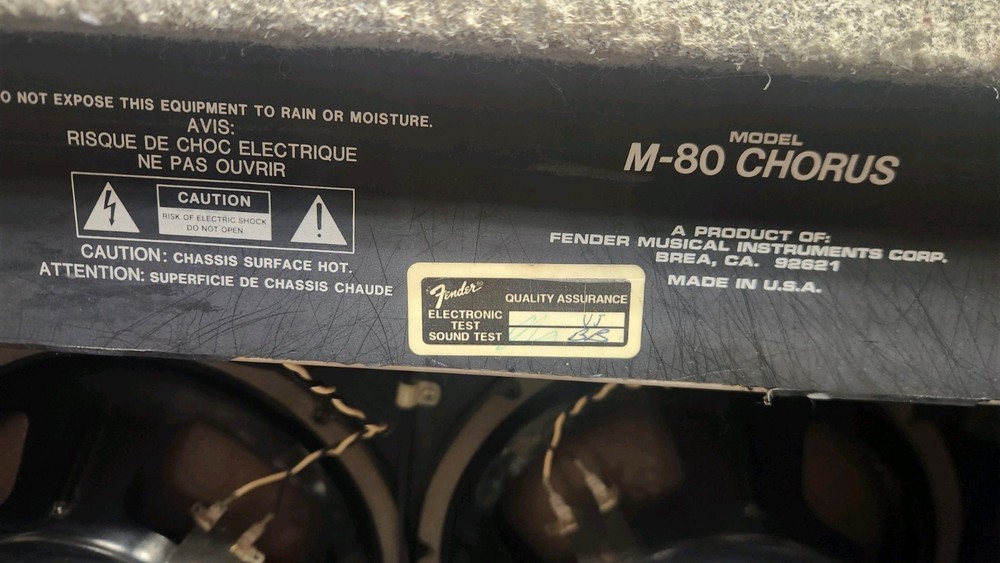 O NOT EXPOSE THIS EQUIPMENT TO RAIN OR MOISTURE.
AVIS:
RISQUE DE CHOC ELECTRIQUE
NE PAS OUVRIR
CAUTION
RISK OF ELECTRIC SHOCK
DO NOT OPEN
CAUTION: CHASSIS SURFACE HOT.
ATTENTION: SUPERFICIE DE CHASSIS CHAUDE
Fender
QUALITY ASSURANCE
ELECTRONIC
TEST
VJ
SOUND TEST
BR
MODEL
M-80 CHORUS
A PRODUCT OF:
FENDER MUSICAL INSTRUMENTS CORP.
BREA, CA. 92621
MADE IN U.S.A.